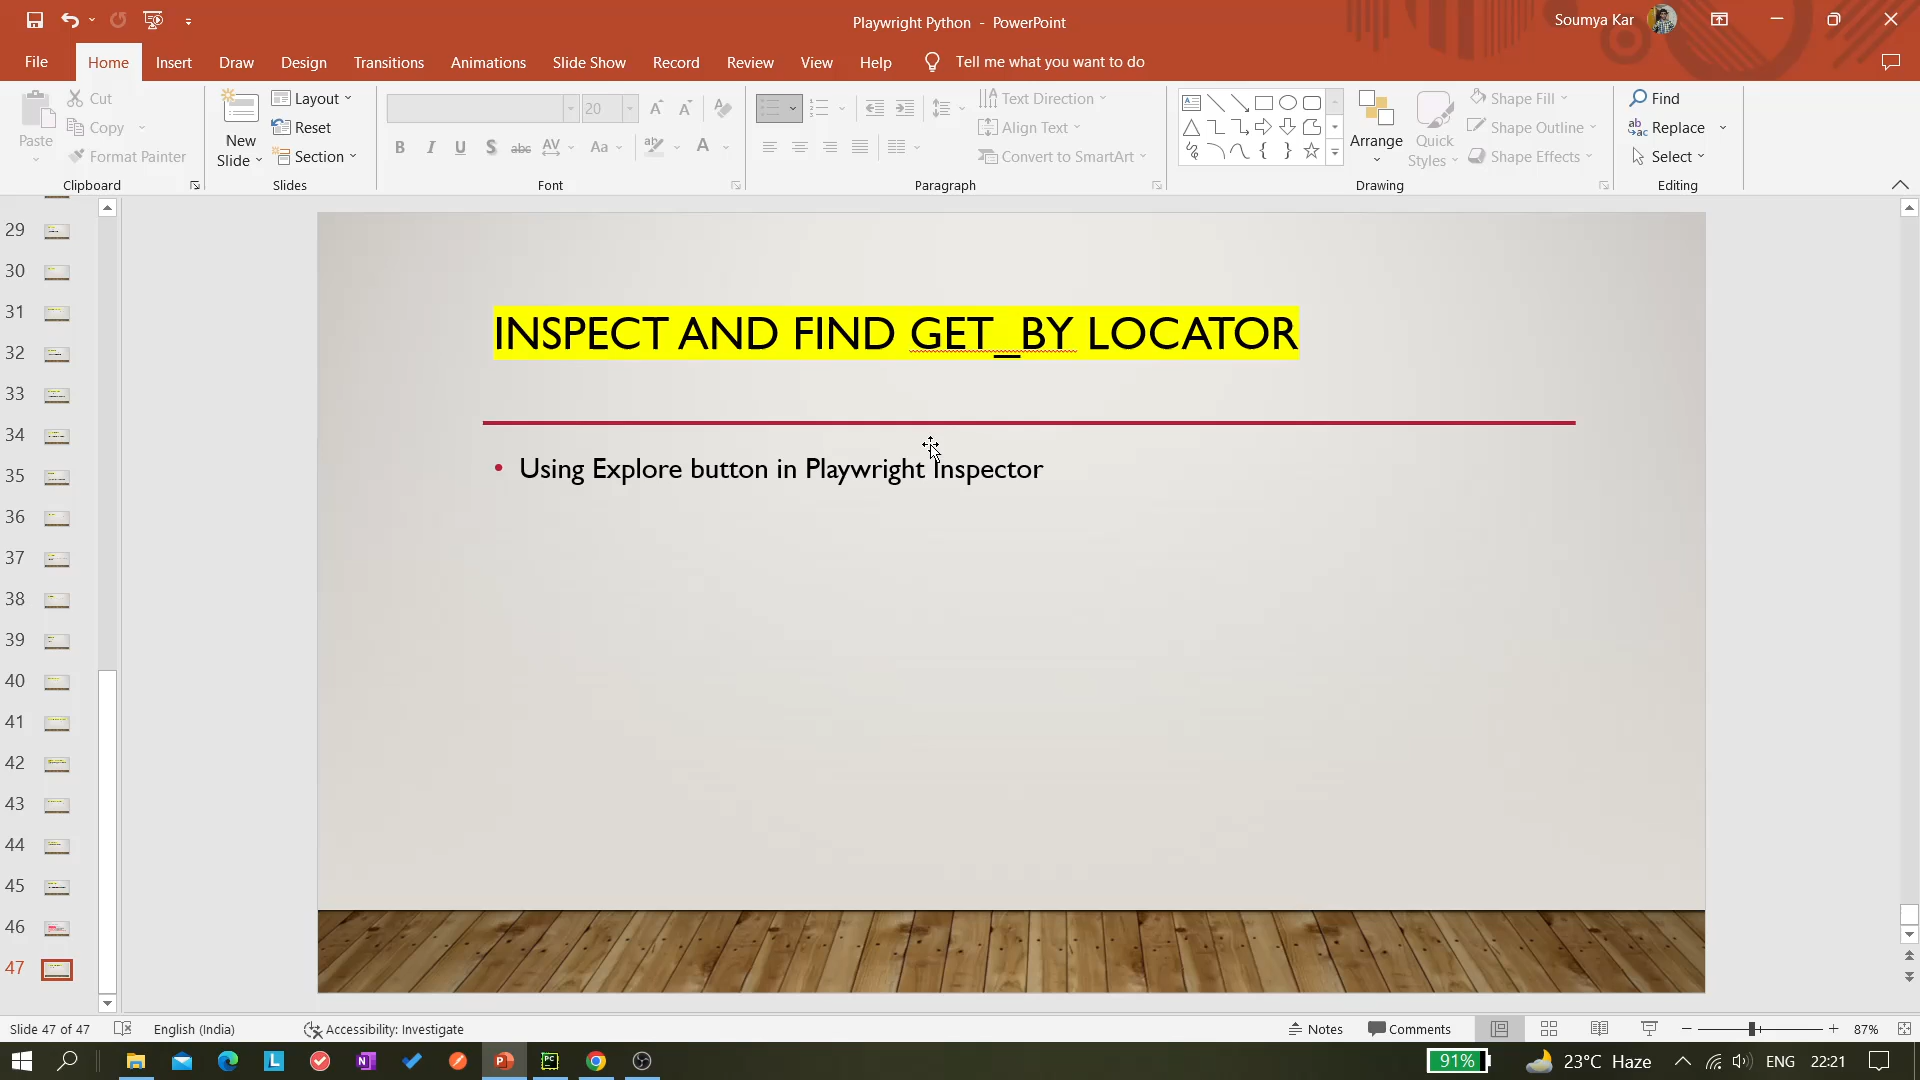 Playwright Python - PowerPoint
Soumya Kar
File Home Insert Draw Design Transitions Animations Slide Show Record Review View Help Tell me what you want to do
Paste
Cut
Copy
Format Painter
Clipboard
New Slide
Layout
Reset
Section
Slides
20
B I U S abc AV Aa ab A
Font
Text Direction
Align Text
Convert to SmartArt
Paragraph
Arrange
Quick Styles
Shape Fill
Shape Outline
Shape Effects
Drawing
Find
Replace
Select
Editing
29
30
31
32
33
34
35
36
37
38
39
40
41
42
43
44
45
46
47
INSPECT AND FIND GET_BY LOCATOR
• Using Explore button in Playwright Inspector
Slide 47 of 47 English (India) Accessibility: Investigate Notes Comments 87%
91% 23°C Haze ENG 22:21